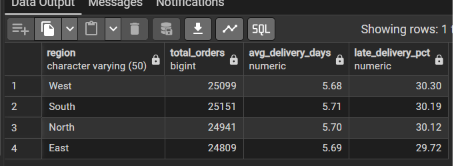 Data Output Messages Notifications
SQL Showing rows: 1
region total_orders avg_delivery_days late_delivery_pct
character varying (50) bigint numeric numeric
1 West 25099 5.68 30.30
2 South 25151 5.71 30.19
3 North 24941 5.70 30.12
4 East 24809 5.69 29.72